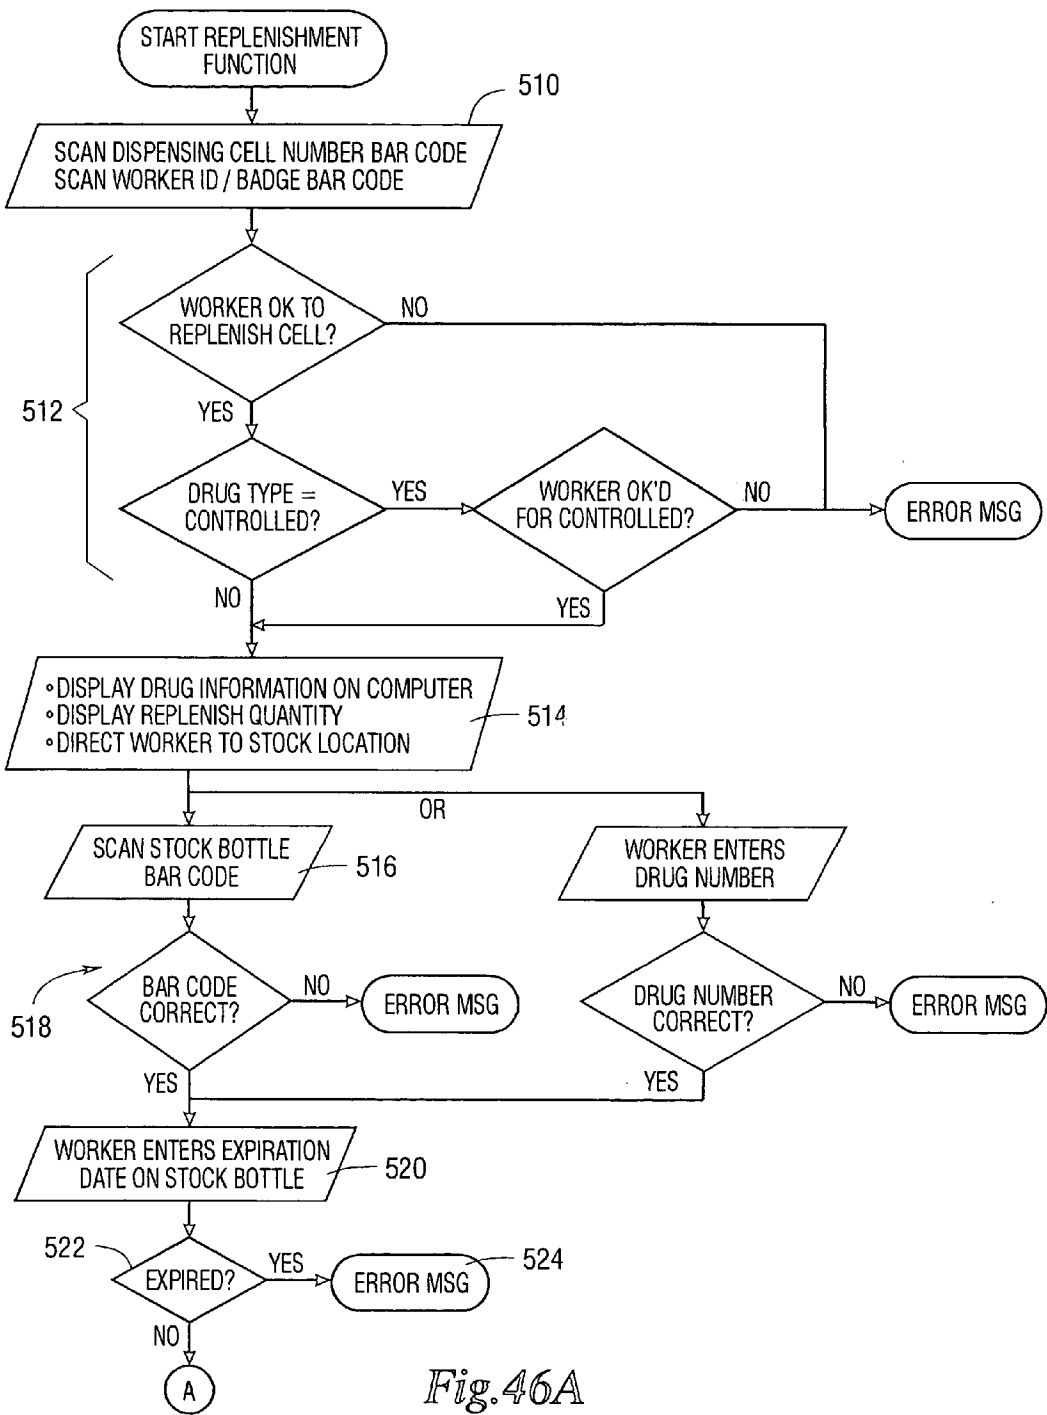 START REPLENISHMENT
FUNCTION
510
SCAN DISPENSING CELL NUMBER BAR CODE
SCAN WORKER ID / BADGE BAR CODE
WORKER OK TO
REPLENISH CELL?
NO
512
YES
DRUG TYPE =
CONTROLLED?
YES
WORKER OK'D
FOR CONTROLLED?
NO
ERROR MSG
NO
YES
∘DISPLAY DRUG INFORMATION ON COMPUTER
∘DISPLAY REPLENISH QUANTITY
∘DIRECT WORKER TO STOCK LOCATION
514
OR
SCAN STOCK BOTTLE
BAR CODE
516
WORKER ENTERS
DRUG NUMBER
518
BAR CODE
CORRECT?
NO
ERROR MSG
DRUG NUMBER
CORRECT?
NO
ERROR MSG
YES
YES
WORKER ENTERS EXPIRATION
DATE ON STOCK BOTTLE
520
522
EXPIRED?
YES
ERROR MSG
524
NO
A
Fig.46A